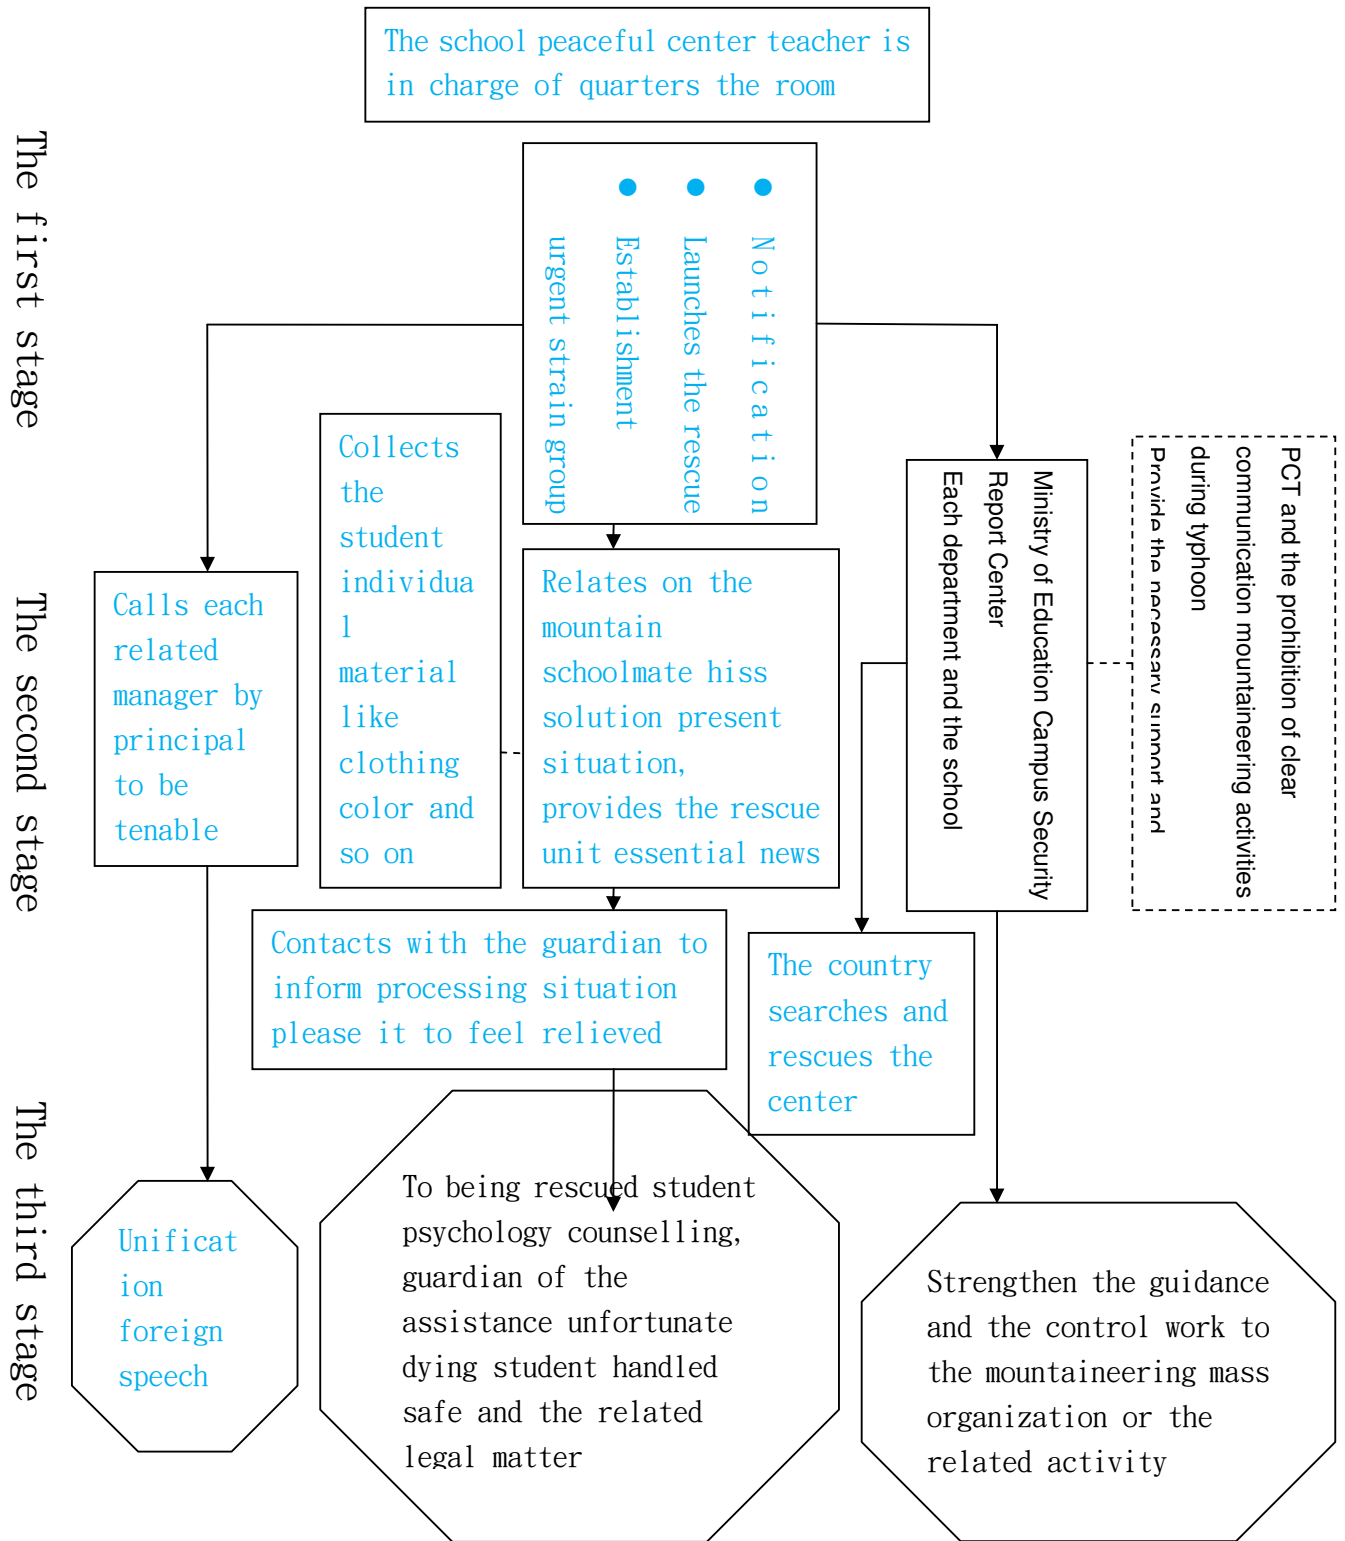 The school peaceful center teacher is
in charge of quarters the room
The first stage
Notification
Launches the rescue
Establishment
urgent strain group
Collects
the
student
individua
l
material
like
clothing
color and
so on
Ministry of Education Campus Security
Report Center
Each department and the school
PCT and the prohibition of clear
communication mountaineering activities
during typhoon
Provide the necessary support and
The second stage
Calls each
related
manager by
principal
to be
tenable
Relates on the
mountain
schoolmate hiss
solution present
situation,
provides the rescue
unit essential news
Contacts with the guardian to
inform processing situation
please it to feel relieved
The country
searches and
rescues the
center
The third stage
Unificat
ion
foreign
speech
To being rescued student
psychology counselling,
guardian of the
assistance unfortunate
dying student handled
safe and the related
legal matter
Strengthen the guidance
and the control work to
the mountaineering mass
organization or the
related activity